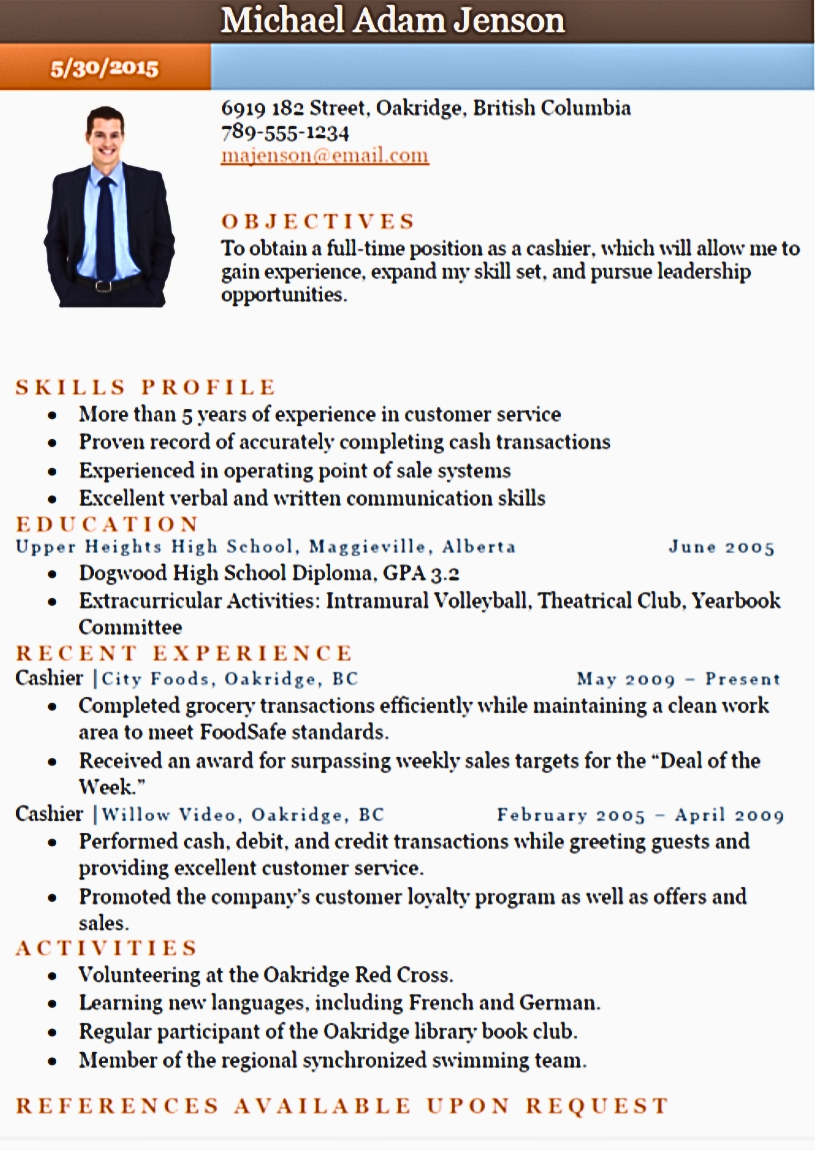 Michael Adam Jenson
5/30/2015
6919 182 Street, Oakridge, British Columbia
789-555-1234
majenson@email.com
OBJECTIVES
To obtain a full-time position as a cashier, which will allow me to
gain experience, expand my skill set, and pursue leadership
opportunities.
SKILLS PROFILE
• More than 5 years of experience in customer service
• Proven record of accurately completing cash transactions
• Experienced in operating point of sale systems
• Excellent verbal and written communication skills
EDUCATION
Upper Heights High School, Maggieville, Alberta June 2005
• Dogwood High School Diploma, GPA 3.2
• Extracurricular Activities: Intramural Volleyball, Theatrical Club, Yearbook
Committee
RECENT EXPERIENCE
Cashier |City Foods, Oakridge, BC May 2009 – Present
• Completed grocery transactions efficiently while maintaining a clean work
area to meet FoodSafe standards.
• Received an award for surpassing weekly sales targets for the “Deal of the
Week.”
Cashier |Willow Video, Oakridge, BC February 2005 – April 2009
• Performed cash, debit, and credit transactions while greeting guests and
providing excellent customer service.
• Promoted the company’s customer loyalty program as well as offers and
sales.
ACTIVITIES
• Volunteering at the Oakridge Red Cross.
• Learning new languages, including French and German.
• Regular participant of the Oakridge library book club.
• Member of the regional synchronized swimming team.
REFERENCES AVAILABLE UPON REQUEST